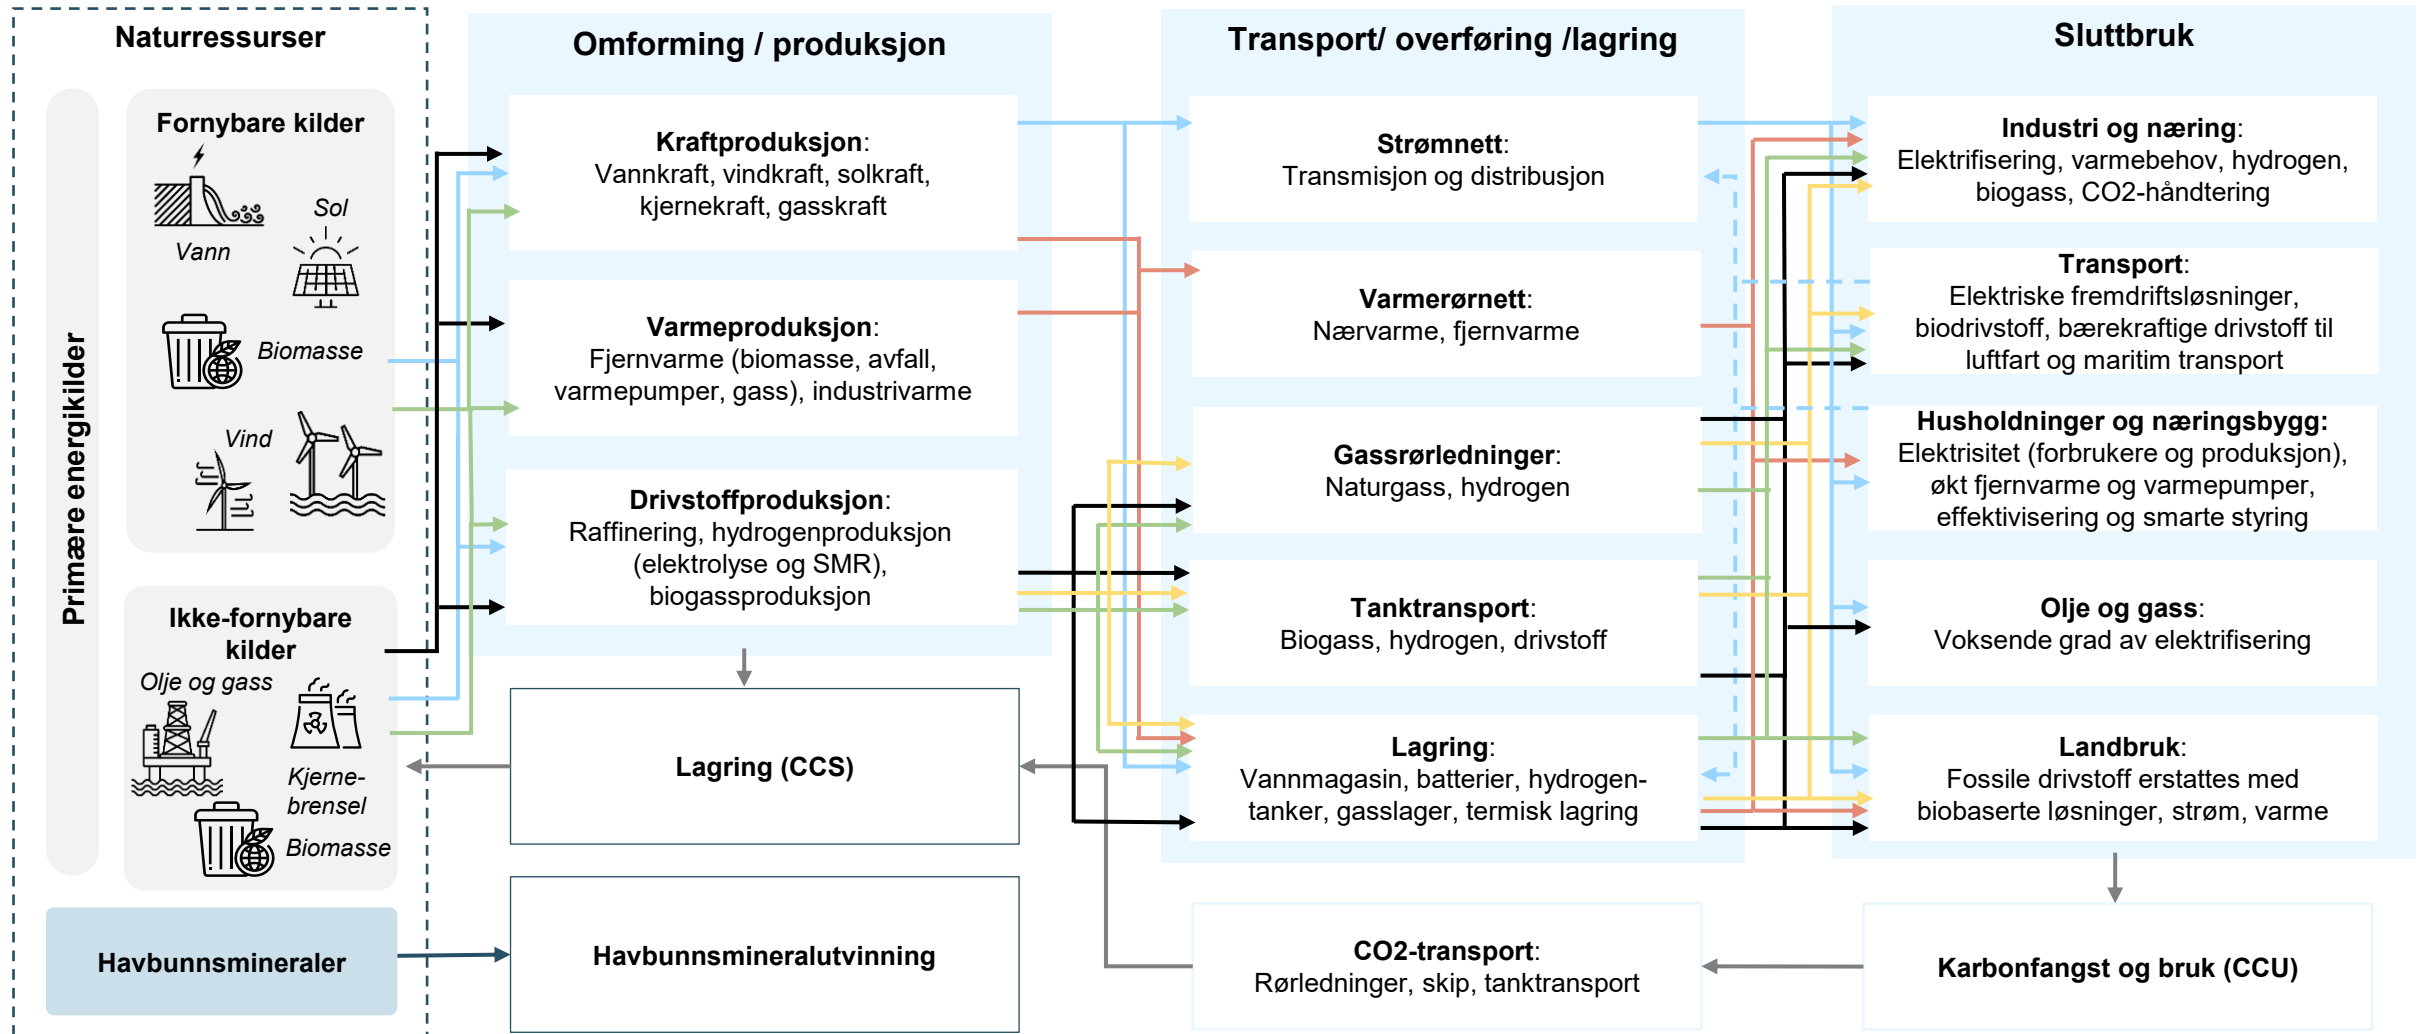 Naturressurser
Primære energikilder
Fornybare kilder
Vann
Sol
Biomasse
Vind
Ikke-fornybare
kilder
Olje og gass
Kjerne-
brensel
Biomasse
Havbunnsmineraler
Omforming / produksjon
Kraftproduksjon:
Vannkraft, vindkraft, solkraft,
kjernekraft, gasskraft
Varmeproduksjon:
Fjernvarme (biomasse, avfall,
varmepumper, gass), industrivarme
Drivstoffproduksjon:
Raffinering, hydrogenproduksjon
(elektrolyse og SMR),
biogassproduksjon
Lagring (CCS)
Havbunnsmineralutvinning
Transport/ overføring /lagring
Strømnett:
Transmisjon og distribusjon
Varmerørnett:
Nærvarme, fjernvarme
Gassrørledninger:
Naturgass, hydrogen
Tanktransport:
Biogass, hydrogen, drivstoff
Lagring:
Vannmagasin, batterier, hydrogen-
tanker, gasslager, termisk lagring
CO2-transport:
Rørledninger, skip, tanktransport
Sluttbruk
Industri og næring:
Elektrifisering, varmebehov, hydrogen,
biogass, CO2-håndtering
Transport:
Elektriske fremdriftsløsninger,
biodrivstoff, bærekraftige drivstoff til
luftfart og maritim transport
Husholdninger og næringsbygg:
Elektrisitet (forbrukere og produksjon),
økt fjernvarme og varmepumper,
effektivisering og smarte styring
Olje og gass:
Voksende grad av elektrifisering
Landbruk:
Fossile drivstoff erstattes med
biobaserte løsninger, strøm, varme
Karbonfangst og bruk (CCU)